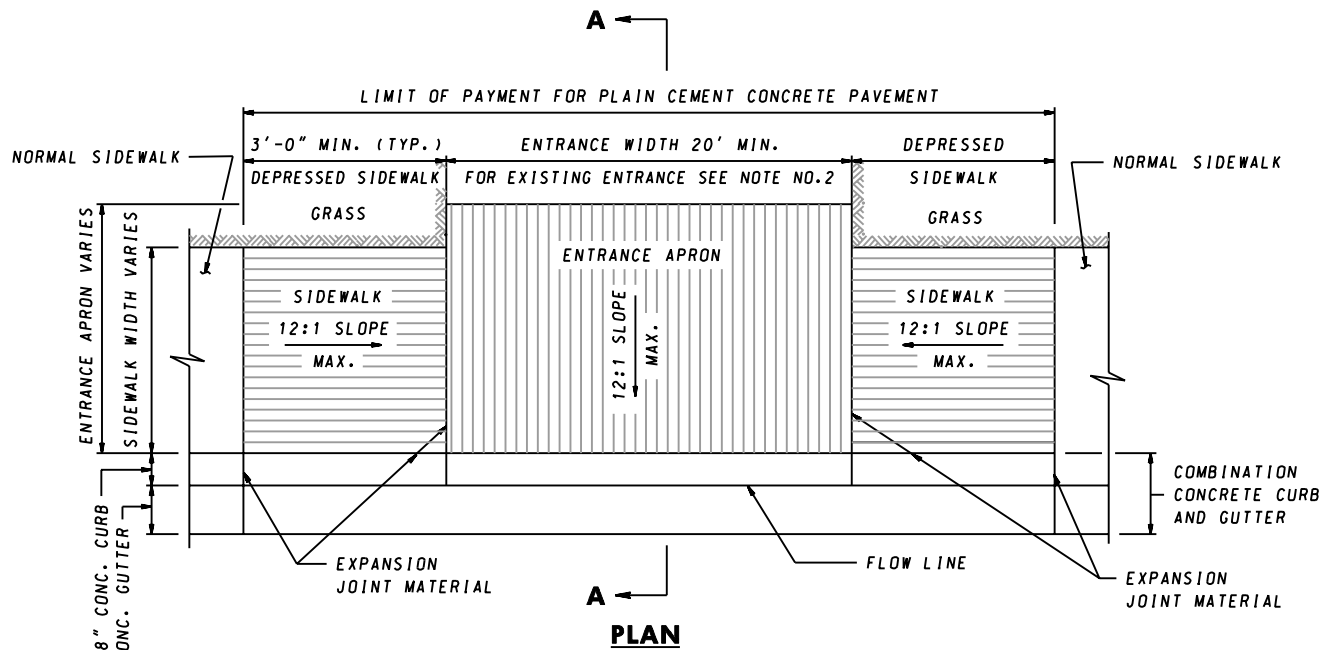 A
LIMIT OF PAYMENT FOR PLAIN CEMENT CONCRETE PAVEMENT
3'-0" MIN. (TYP.)
ENTRANCE WIDTH 20' MIN.
DEPRESSED
NORMAL SIDEWALK
NORMAL SIDEWALK
DEPRESSED SIDEWALK
FOR EXISTING ENTRANCE SEE NOTE NO.2
SIDEWALK
GRASS
GRASS
ENTRANCE APRON VARIES
SIDEWALK WIDTH VARIES
ENTRANCE APRON
SIDEWALK
12:1 SLOPE
MAX.
12:1 SLOPE
MAX.
SIDEWALK
12:1 SLOPE
MAX.
8" CONC. CURB
ONC. GUTTER
COMBINATION
CONCRETE CURB
AND GUTTER
EXPANSION
JOINT MATERIAL
FLOW LINE
EXPANSION
JOINT MATERIAL
A
PLAN